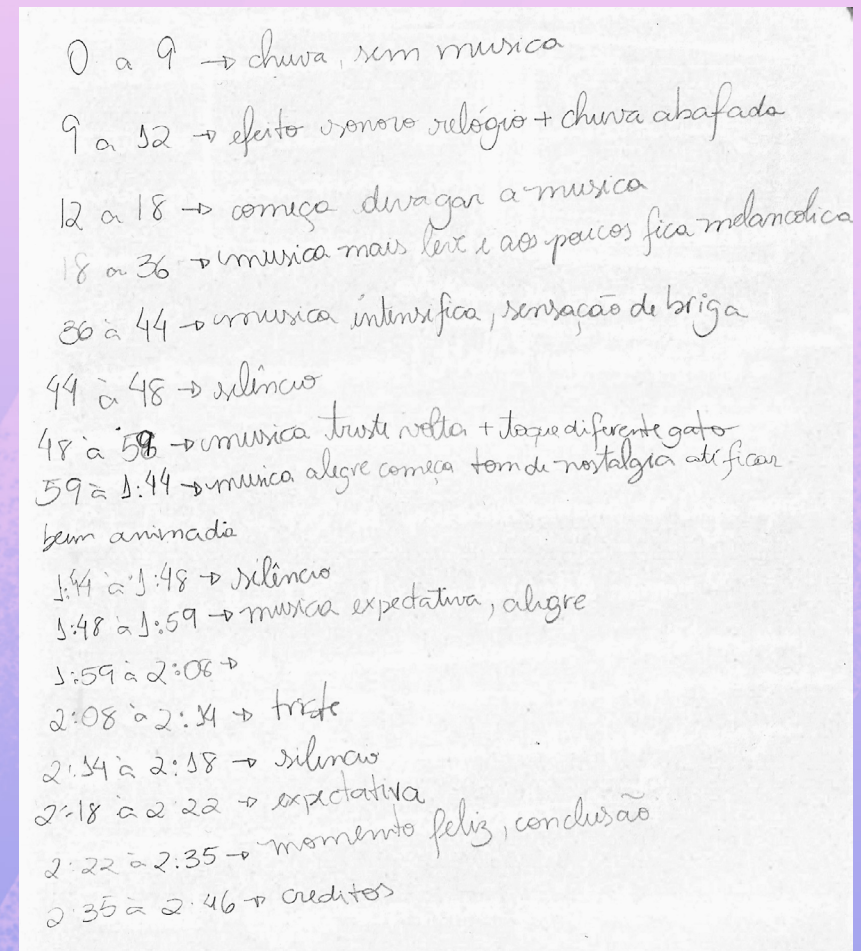 0 a 9 → chuva, sem musica
9 a 12 → efeito sonoro relógio + chuva abafada
12 a 18 → começa devagar a musica
18 a 36 → musica mais leve e aos poucos fica melancolica
36 à 44 → musica intensifica, sensação de briga
44 à 48 → silêncio
48 à 59 → musica triste volta + toque diferente gato
59 à 1:44 → musica alegre começa tom de nostalgia até ficar
bem animada
1:44 à 1:48 → silêncio
1:48 à 1:59 → musica expectativa, alegre
1:59 à 2:08 →
2:08 à 2:14 → triste
2:14 à 2:18 → silencio
2:18 à 2:22 → expectativa
2:22 à 2:35 → momento feliz, conclusão
2:35 à 2:46 → creditos